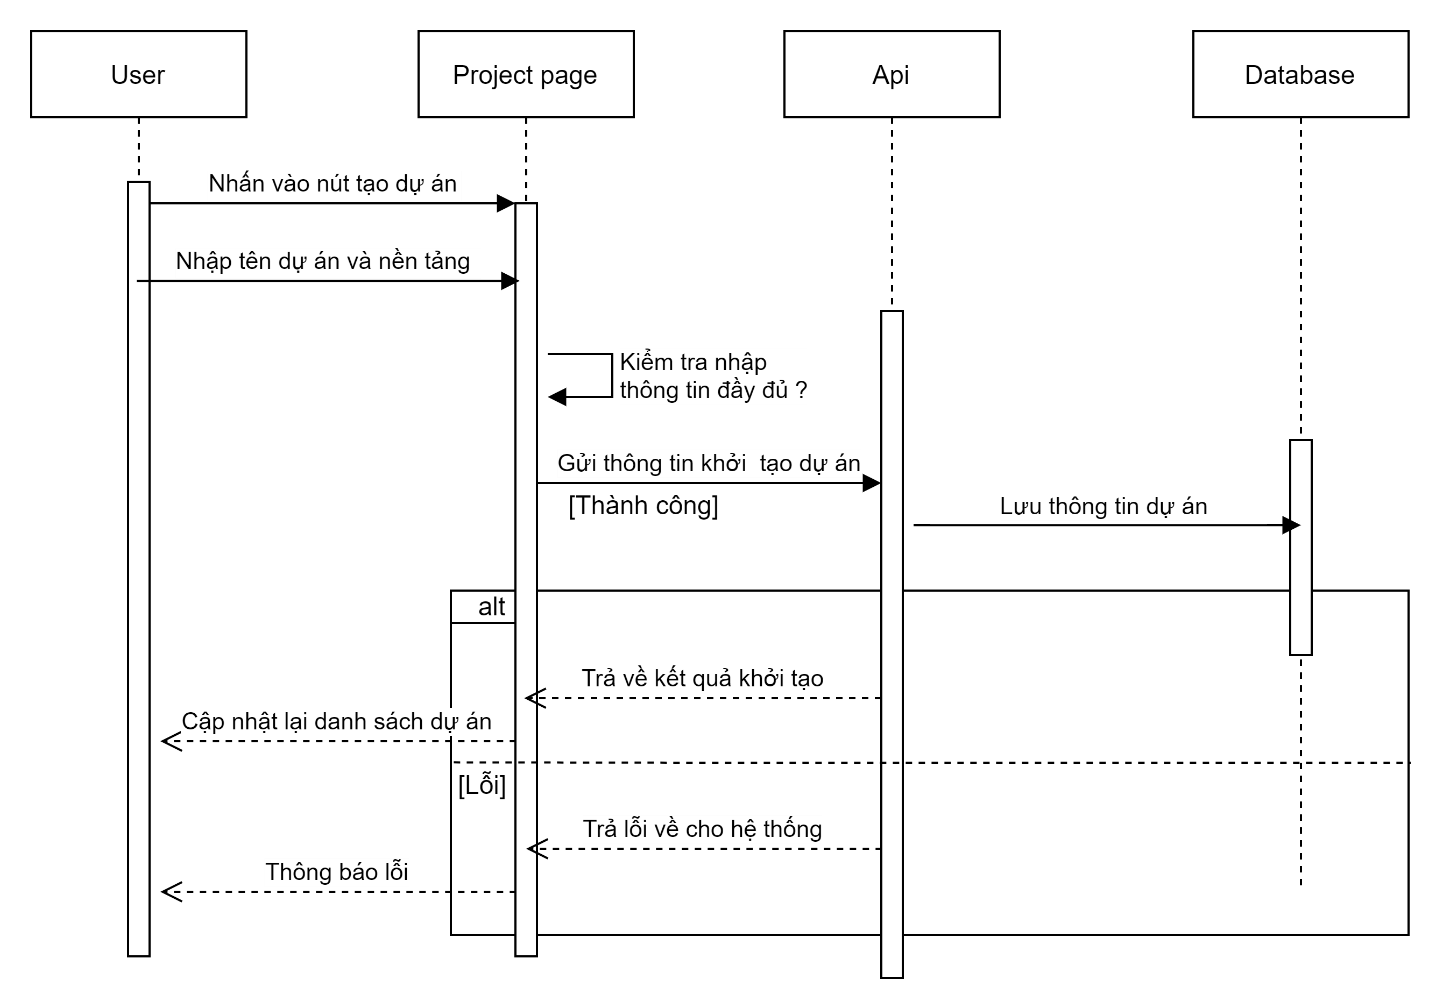 User
Project page
Api
Database
Nhấn vào nút tạo dự án
Nhập tên dự án và nền tảng
Kiểm tra nhập
thông tin đầy đủ ?
Gửi thông tin khởi  tạo dự án
[Thành công]
Lưu thông tin dự án
alt
Trả về kết quả khởi tạo
Cập nhật lại danh sách dự án
[Lỗi]
Trả lỗi về cho hệ thống
Thông báo lỗi